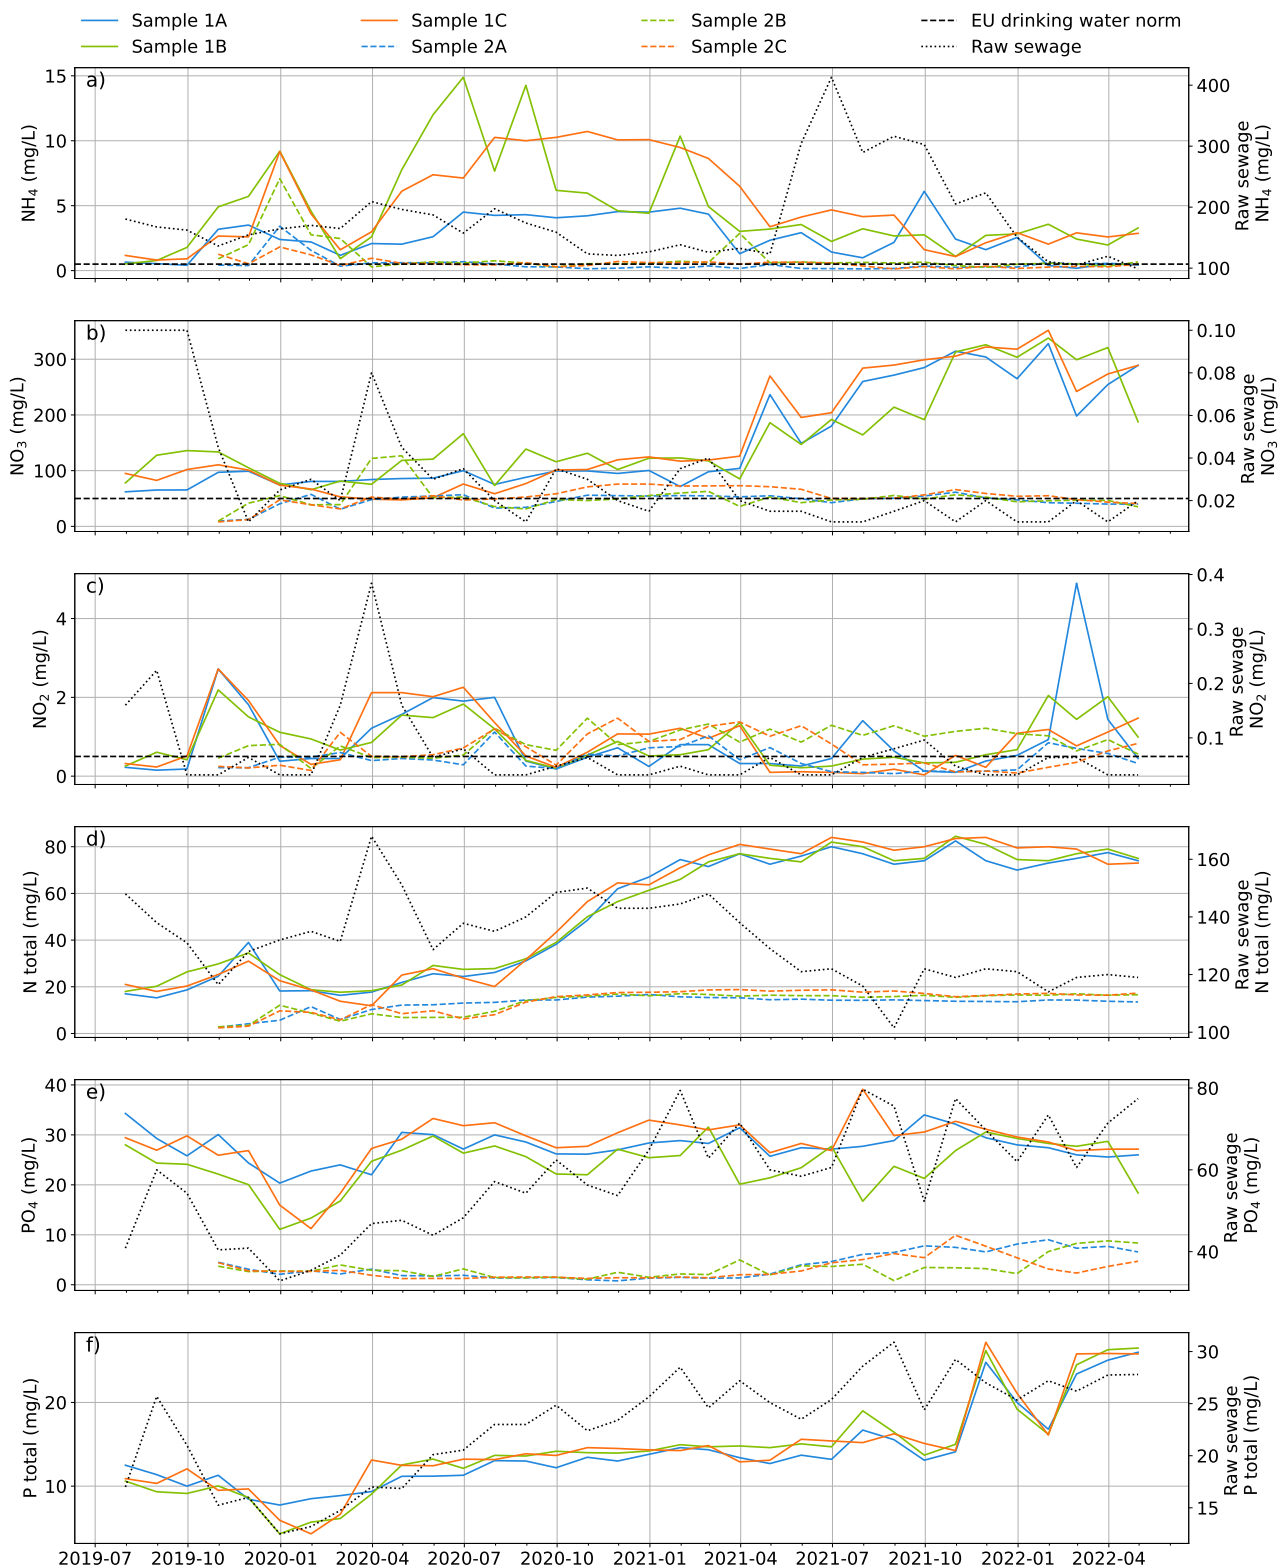 Sample 1A Sample 1C Sample 2B EU drinking water norm
Sample 1B Sample 2A Sample 2C Raw sewage
a)
15
10
5
0
NH4 (mg/L)
400
300
200
100
Raw sewage
NH4 (mg/L)
b)
300
200
100
0
NO3 (mg/L)
0.10
0.08
0.06
0.04
0.02
Raw sewage
NO3 (mg/L)
c)
4
2
0
NO2 (mg/L)
0.4
0.3
0.2
0.1
Raw sewage
NO2 (mg/L)
d)
80
60
40
20
0
N total (mg/L)
160
140
120
100
Raw sewage
N total (mg/L)
e)
40
30
20
10
0
PO4 (mg/L)
80
60
40
Raw sewage
PO4 (mg/L)
f)
20
10
P total (mg/L)
30
25
20
15
Raw sewage
P total (mg/L)
2019-07 2019-10 2020-01 2020-04 2020-07 2020-10 2021-01 2021-04 2021-07 2021-10 2022-01 2022-04